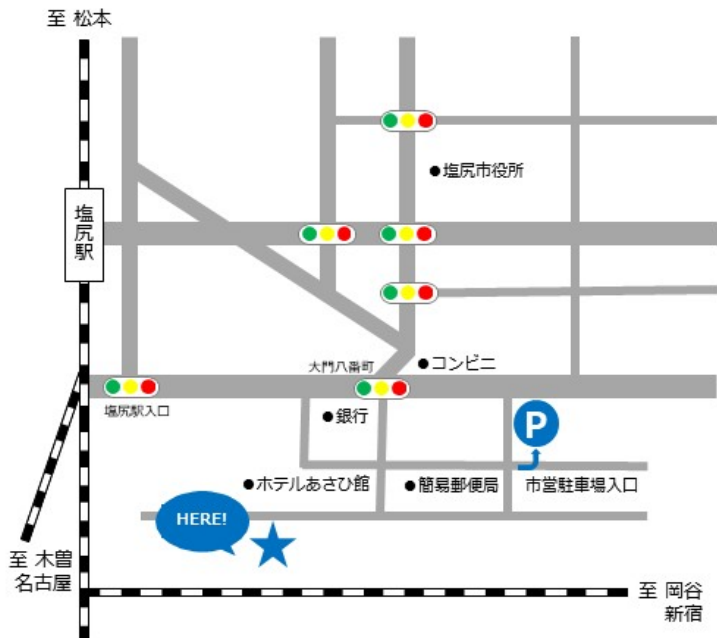 至 松本
塩尻市役所
塩尻駅
大門八番町
コンビニ
塩尻駅入口
銀行
P
ホテルあさひ館
簡易郵便局
市営駐車場入口
HERE!
至 木曽
名古屋
至 岡谷
新宿